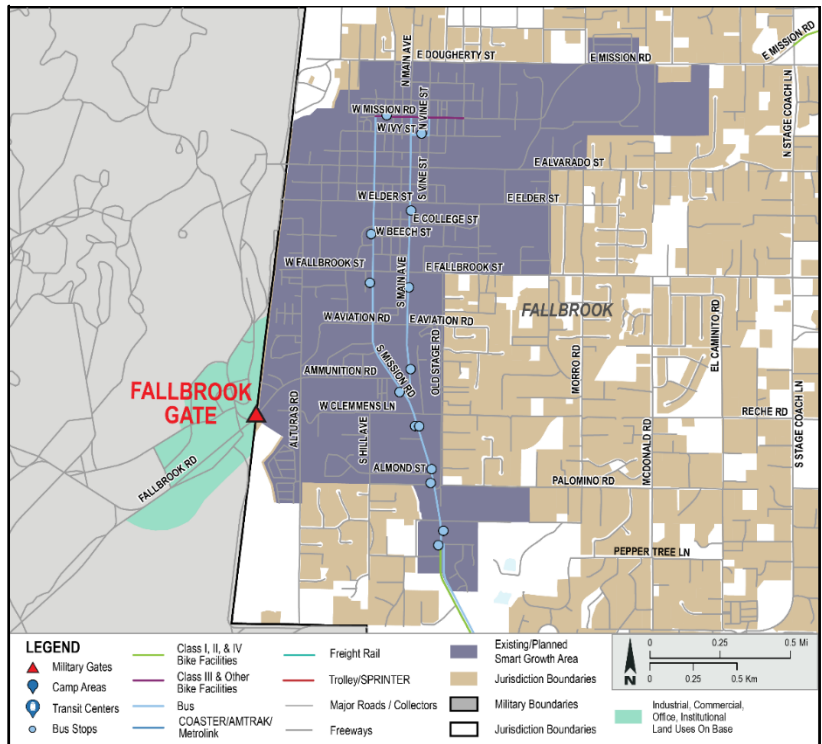 E DOUGHERTY ST
N MAIN AVE
E MISSION RD
E MISSION RD
N STAGE COACH LN
W MISSION RD
N VINE ST
W IVY ST
E ALVARADO ST
S VINE ST
W ELDER ST
E ELDER ST
E COLLEGE ST
W BEECH ST
W FALLBROOK ST
E FALLBROOK ST
S MAIN AVE
FALLBROOK
W AVIATION RD
E AVIATION RD
OLD STAGE RD
MORRO RD
EL CAMINITO RD
S MISSION RD
AMMUNITION RD
FALLBROOK
GATE
W CLEMMENS LN
RECHE RD
ALTURAS RD
S HILL AVE
MCDONALD RD
S STAGE COACH LN
FALLBROOK RD
ALMOND ST
PALOMINO RD
PEPPER TREE LN
LEGEND
Military Gates
Camp Areas
Transit Centers
Bus Stops
Class I, II, & IV
Bike Facilities
Class III & Other
Bike Facilities
Bus
COASTER/AMTRAK/
Metrolink
Freight Rail
Trolley/SPRINTER
Major Roads / Collectors
Freeways
Existing/Planned
Smart Growth Area
Jurisdiction Boundaries
Military Boundaries
Jurisdiction Boundaries
N
0 0.5 Mi
0 0.5 Km
Industrial, Commercial,
Office, Institutional
Land Uses On Base